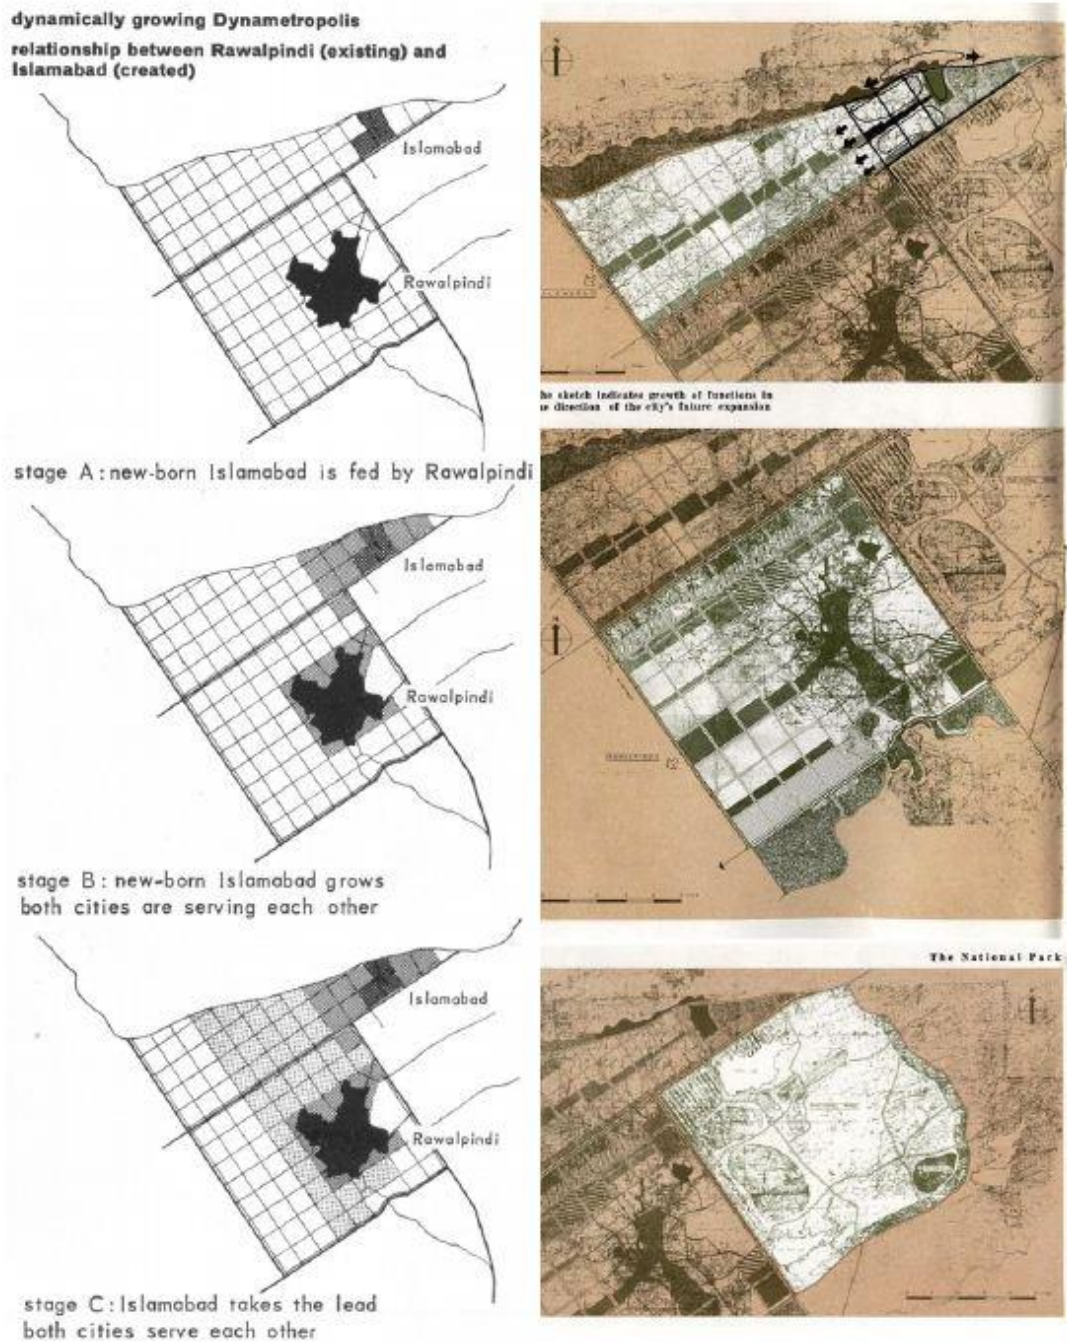 dynamically growing Dynametropolis
relationship between Rawalpindi (existing) and
Islamabad (created)
Islamabad
Rawalpindi
stage A: new-born Islamabad is fed by Rawalpindi
Islamabad
Rawalpindi
stage B: new-born Islamabad grows
both cities are serving each other
Islamabad
Rawalpindi
stage C: Islamabad takes the lead
both cities serve each other
N
he sketch indicates growth of functions in
e direction of the city's future expansion
N
The National Park